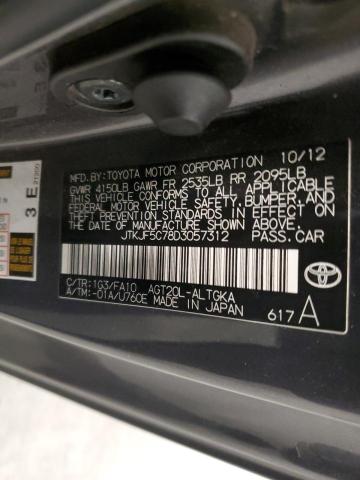 MFD.BY:TOYOTA MOTOR CORPORATION 10/12
GVWR 4150LB GAWR FR 2535LB RR 2095LB
THIS VEHICLE CONFORMS TO ALL APPLICABLE
FEDERAL MOTOR VEHICLE SAFETY, BUMPER, AND
THEFT PREVENTION STANDARDS IN EFFECT ON THE
DATE OF MANUFACTURE SHOWN ABOVE.
JTKJF5C78D3057312 PASS.CAR
C/TR:1G3/FA10 AGT20L-ALTGKA
A/TM:-01A/U760E MADE IN JAPAN
617 A
TOYOTA
3 E